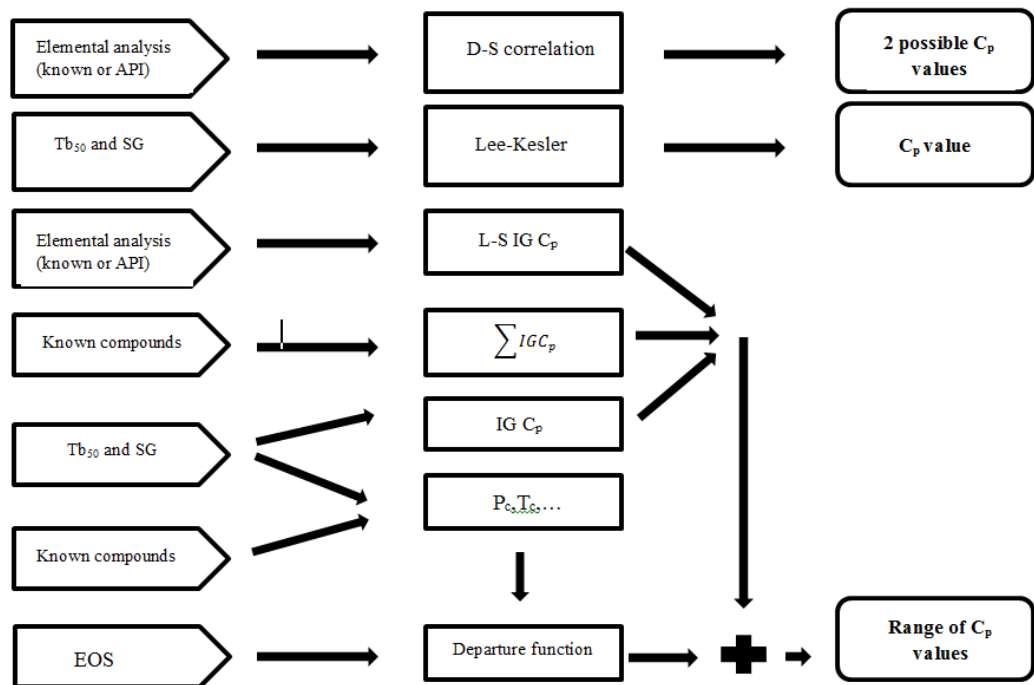 Elemental analysis
(known or API)
D-S correlation
2 possible Cp
values
Tb50 and SG
Lee-Kesler
Cp value
Elemental analysis
(known or API)
L-S IG Cp
Known compounds
∑ IGCp
Tb50 and SG
IG Cp
Pc,Tc,…
Known compounds
EOS
Departure function
Range of Cp
values